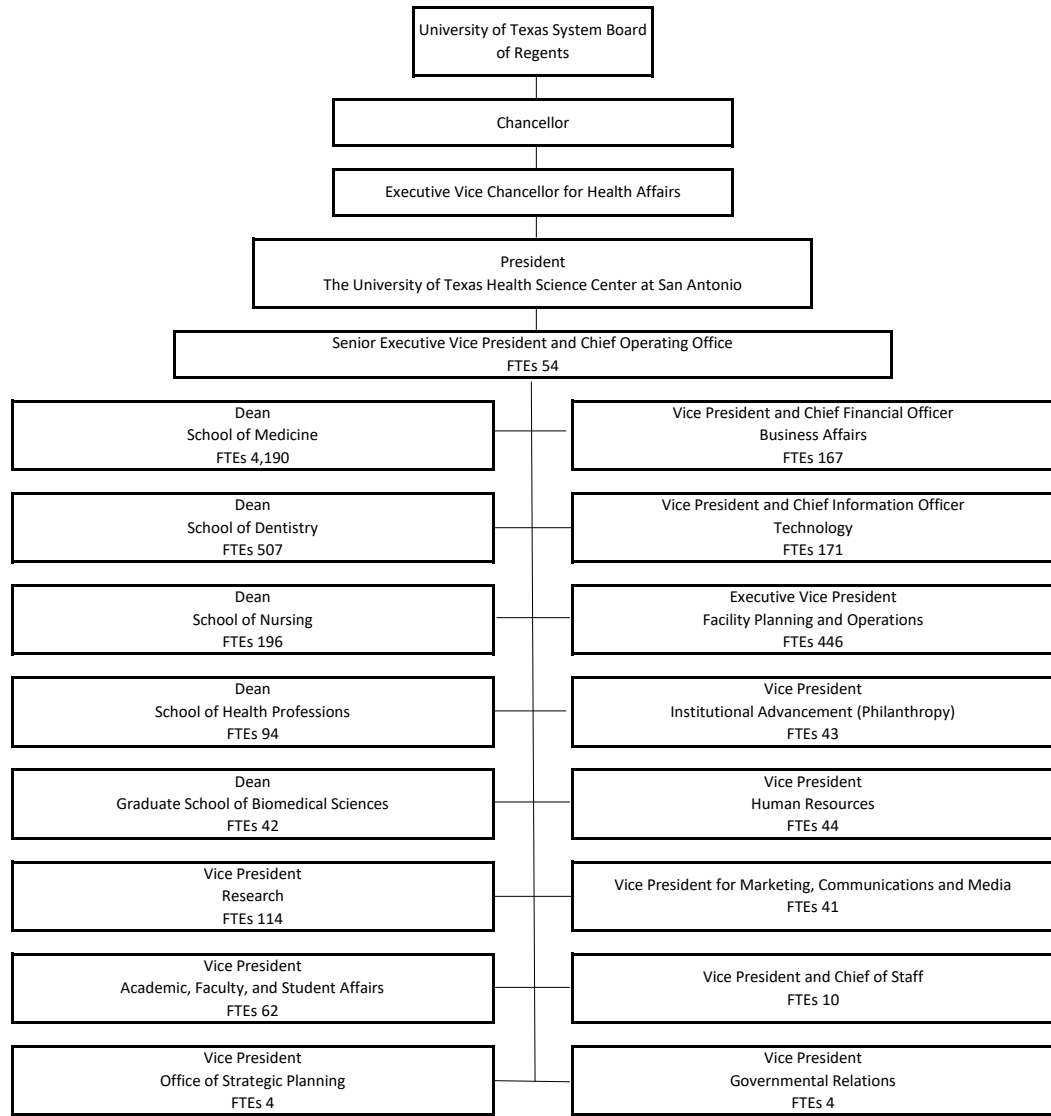 University of Texas System Board
of Regents
Chancellor
Executive Vice Chancellor for Health Affairs
President
The University of Texas Health Science Center at San Antonio
Senior Executive Vice President and Chief Operating Office
FTEs 54
Dean
School of Medicine
FTEs 4,190
Vice President and Chief Financial Officer
Business Affairs
FTEs 167
Dean
School of Dentistry
FTEs 507
Vice President and Chief Information Officer
Technology
FTEs 171
Dean
School of Nursing
FTEs 196
Executive Vice President
Facility Planning and Operations
FTEs 446
Dean
School of Health Professions
FTEs 94
Vice President
Institutional Advancement (Philanthropy)
FTEs 43
Dean
Graduate School of Biomedical Sciences
FTEs 42
Vice President
Human Resources
FTEs 44
Vice President
Research
FTEs 114
Vice President for Marketing, Communications and Media
FTEs 41
Vice President
Academic, Faculty, and Student Affairs
FTEs 62
Vice President and Chief of Staff
FTEs 10
Vice President
Office of Strategic Planning
FTEs 4
Vice President
Governmental Relations
FTEs 4